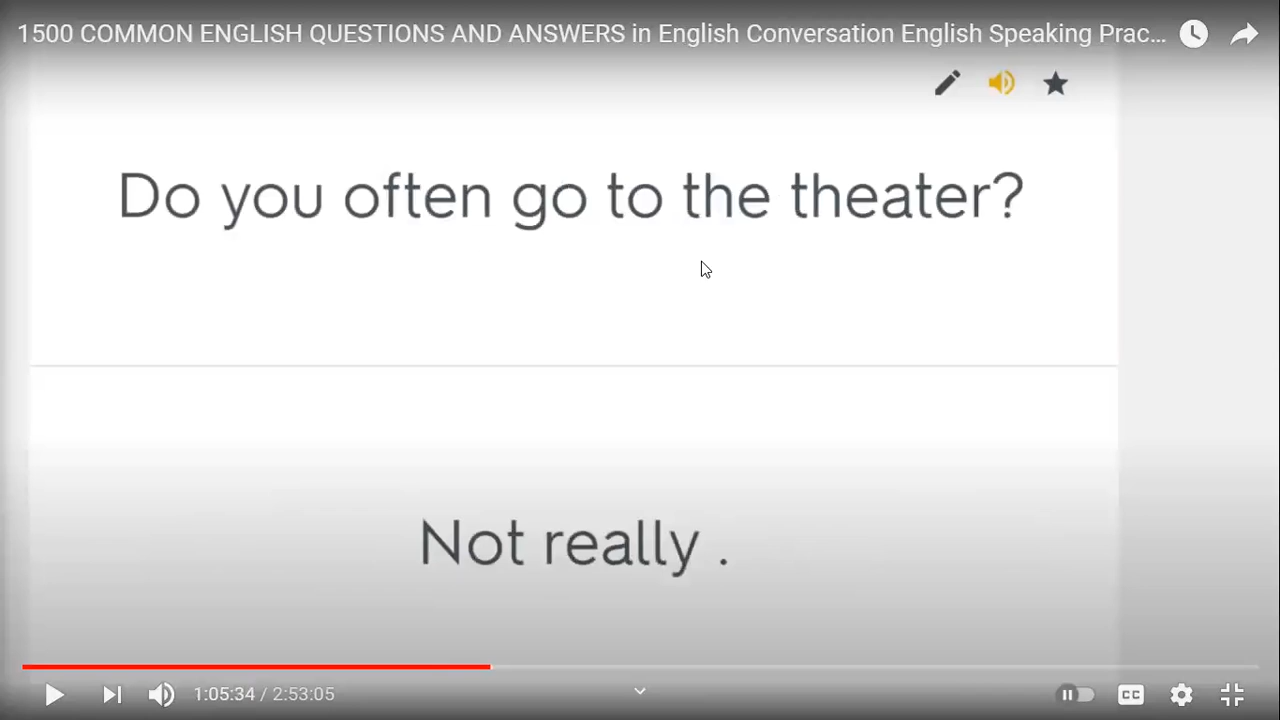 1500 COMMON ENGLISH QUESTIONS AND ANSWERS in English Conversation English Speaking Prac...
Do you often go to the theater?
Not really .
1:05:34 / 2:53:05
CC